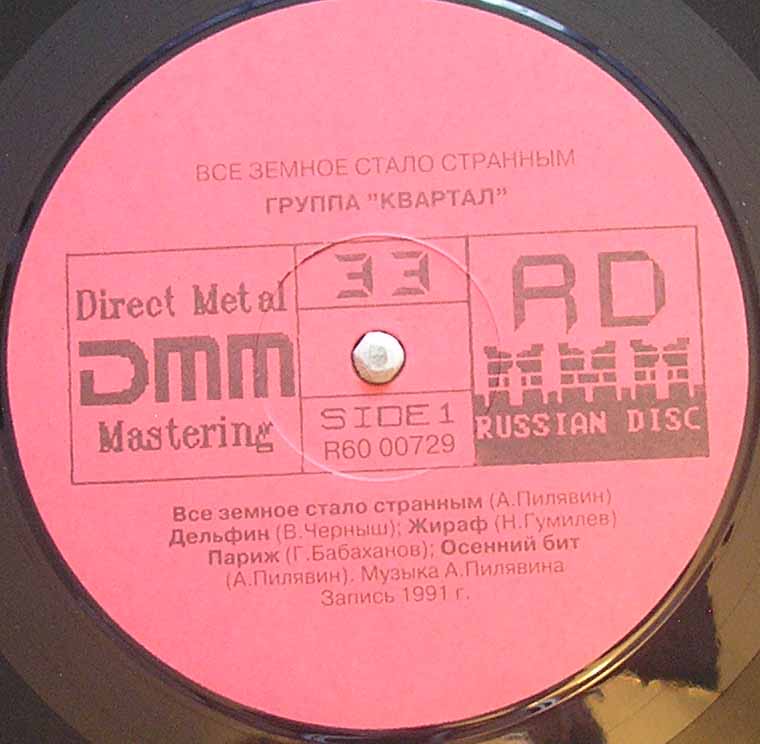 ВСЕ ЗЕМНОЕ СТАЛО СТРАННЫМ
ГРУППА "КВАРТАЛ"
Direct Metal
DMM
Mastering
33
SIDE 1
R60 00729
RD
RUSSIAN DISC
Все земное стало странным (А.Пилявин)
Дельфин (В.Черныш); Жираф (Н.Гумилев)
Париж (Г.Бабаханов); Осенний бит
(А.Пилявин). Музыка А.Пилявина
Запись 1991 г.